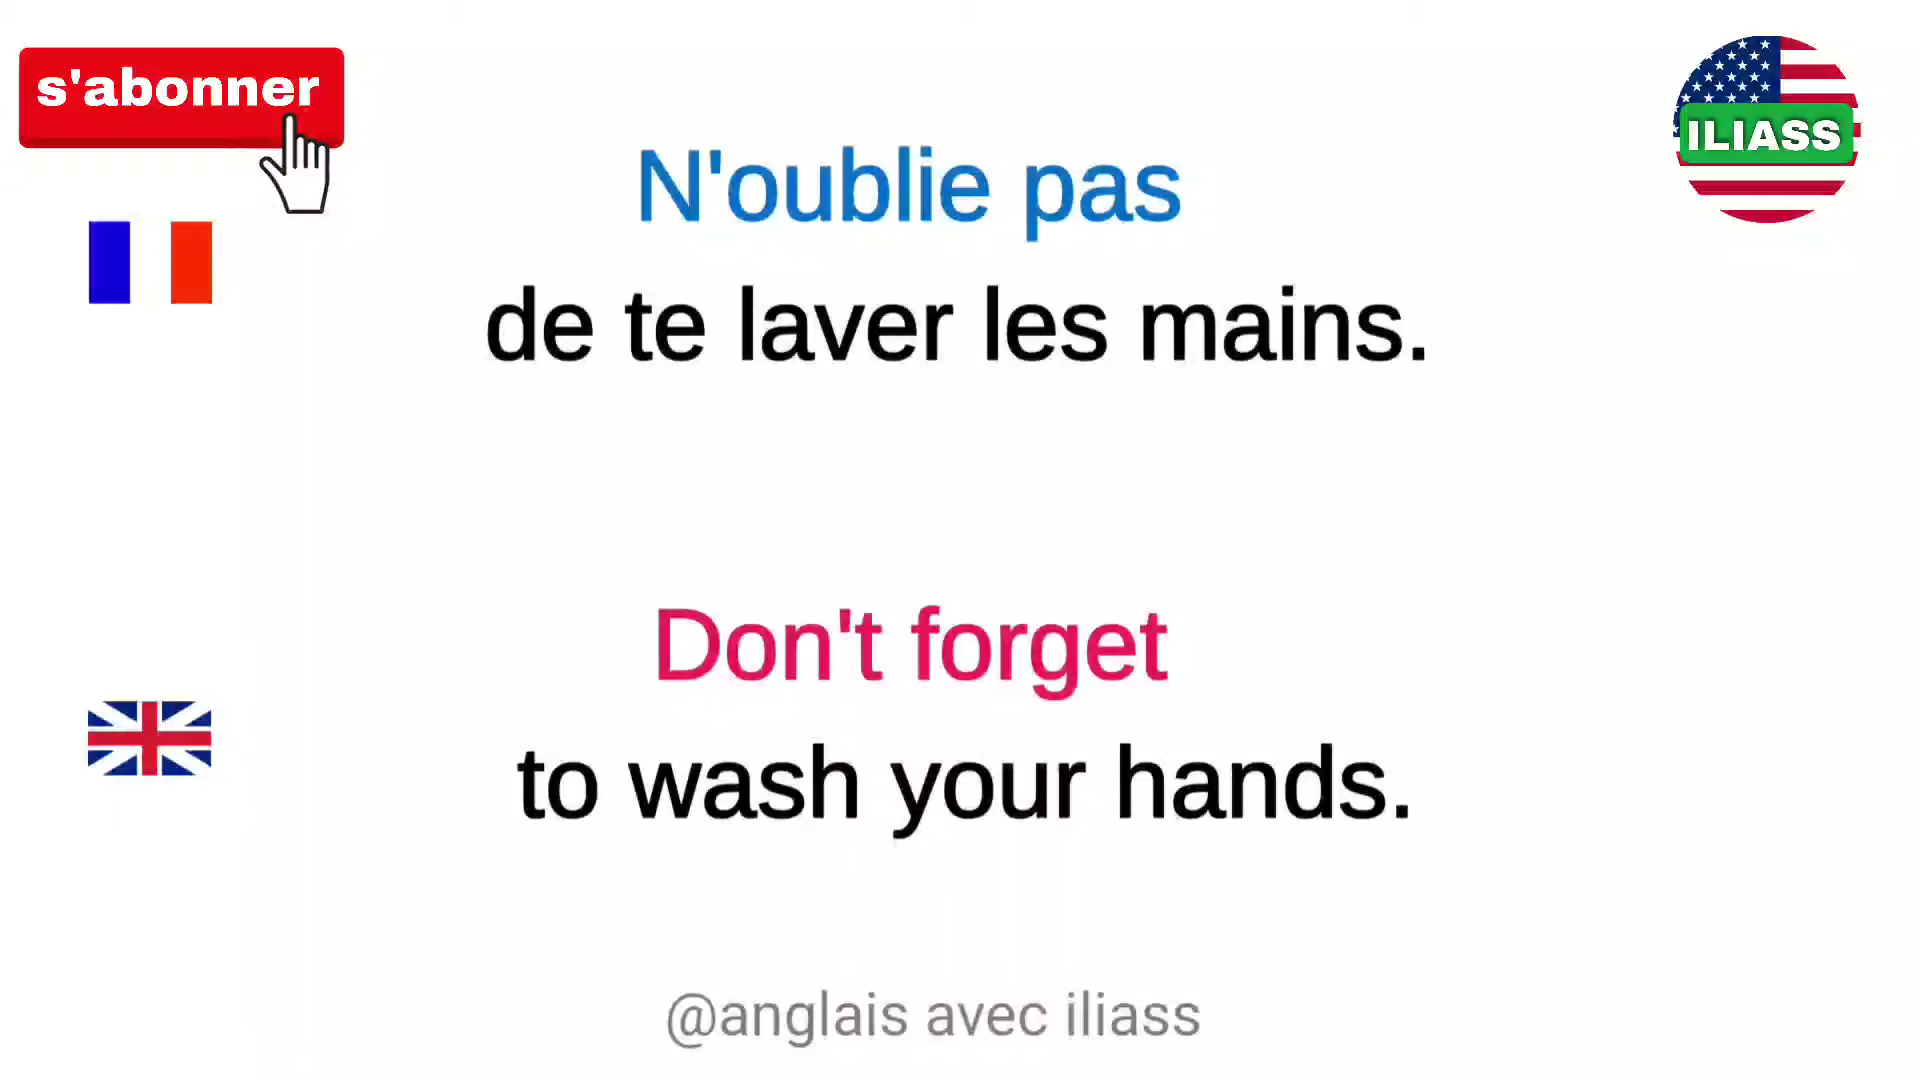 s'abonner
ILIASS
N'oublie pas
de te laver les mains.
Don't forget
to wash your hands.
@anglais avec iliass